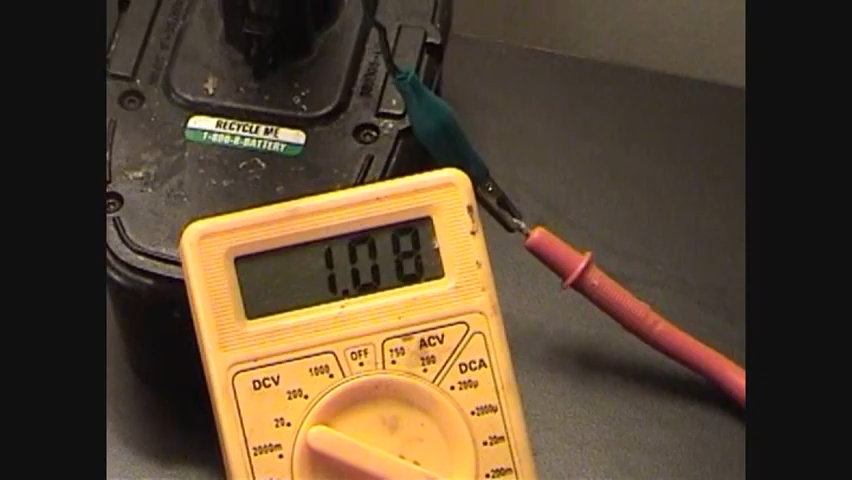 RECYCLE ME
1-800-8-BATTERY
1.08
OFF
DCV
1000
200
20
2000m
ACV
750
200
DCA
200µ
2000µ
20m
200m